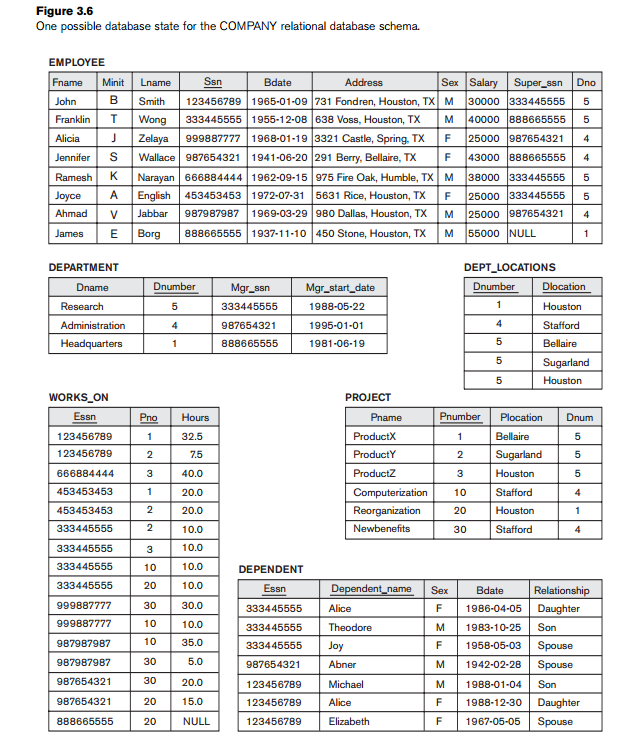 Figure 3.6
One possible database state for the COMPANY relational database schema.
EMPLOYEE
Fname Minit Lname Ssn Bdate Address Sex Salary Super_ssn Dno
John B Smith 123456789 1965-01-09 731 Fondren, Houston, TX M 30000 333445555 5
Franklin T Wong 333445555 1955-12-08 638 Voss, Houston, TX M 40000 888665555 5
Alicia J Zelaya 999887777 1968-01-19 3321 Castle, Spring, TX F 25000 987654321 4
Jennifer S Wallace 987654321 1941-06-20 291 Berry, Bellaire, TX F 43000 888665555 4
Ramesh K Narayan 666884444 1962-09-15 975 Fire Oak, Humble, TX M 38000 333445555 5
Joyce A English 453453453 1972-07-31 5631 Rice, Houston, TX F 25000 333445555 5
Ahmad V Jabbar 987987987 1969-03-29 980 Dallas, Houston, TX M 25000 987654321 4
James E Borg 888665555 1937-11-10 450 Stone, Houston, TX M 55000 NULL 1
DEPARTMENT
Dname Dnumber Mgr_ssn Mgr_start_date
Research 5 333445555 1988-05-22
Administration 4 987654321 1995-01-01
Headquarters 1 888665555 1981-06-19
DEPT_LOCATIONS
Dnumber Dlocation
1 Houston
4 Stafford
5 Bellaire
5 Sugarland
5 Houston
WORKS_ON
Essn Pno Hours
123456789 1 32.5
123456789 2 7.5
666884444 3 40.0
453453453 1 20.0
453453453 2 20.0
333445555 2 10.0
333445555 3 10.0
333445555 10 10.0
333445555 20 10.0
999887777 30 30.0
999887777 10 10.0
987987987 10 35.0
987987987 30 5.0
987654321 30 20.0
987654321 20 15.0
888665555 20 NULL
PROJECT
Pname Pnumber Plocation Dnum
ProductX 1 Bellaire 5
ProductY 2 Sugarland 5
ProductZ 3 Houston 5
Computerization 10 Stafford 4
Reorganization 20 Houston 1
Newbenefits 30 Stafford 4
DEPENDENT
Essn Dependent_name Sex Bdate Relationship
333445555 Alice F 1986-04-05 Daughter
333445555 Theodore M 1983-10-25 Son
333445555 Joy F 1958-05-03 Spouse
987654321 Abner M 1942-02-28 Spouse
123456789 Michael M 1988-01-04 Son
123456789 Alice F 1988-12-30 Daughter
123456789 Elizabeth F 1967-05-05 Spouse